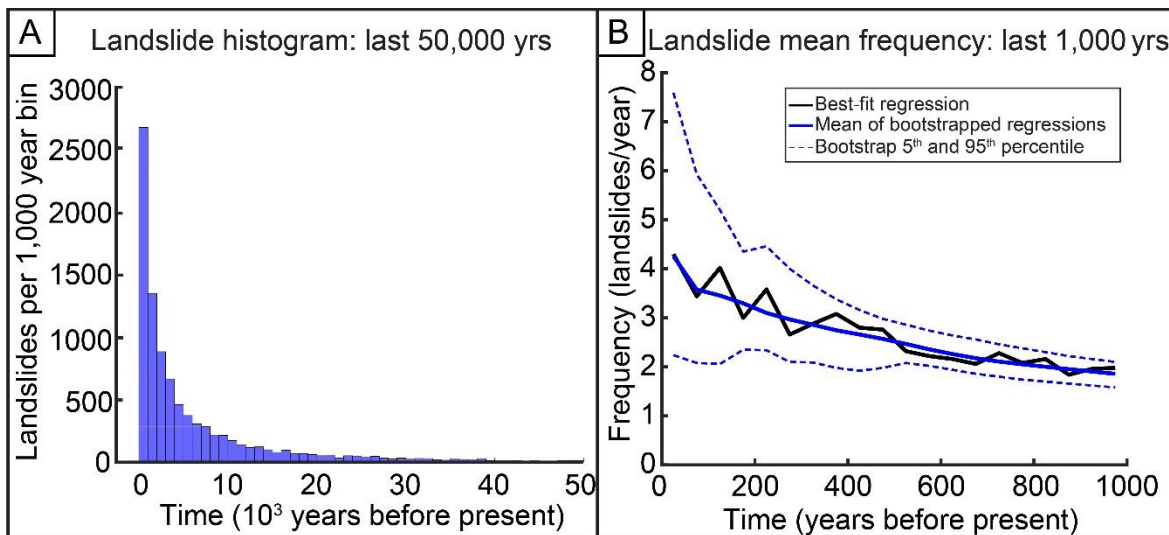 A
Landslide histogram: last 50,000 yrs
Landslides per 1,000 year bin
3000
2500
2000
1500
1000
500
0
0 10 20 30 40 50
Time (10³ years before present)
B
Landslide mean frequency: last 1,000 yrs
Frequency (landslides/year)
8
7
6
5
4
3
2
1
0
Best-fit regression
Mean of bootstrapped regressions
Bootstrap 5th and 95th percentile
0 200 400 600 800 1000
Time (years before present)